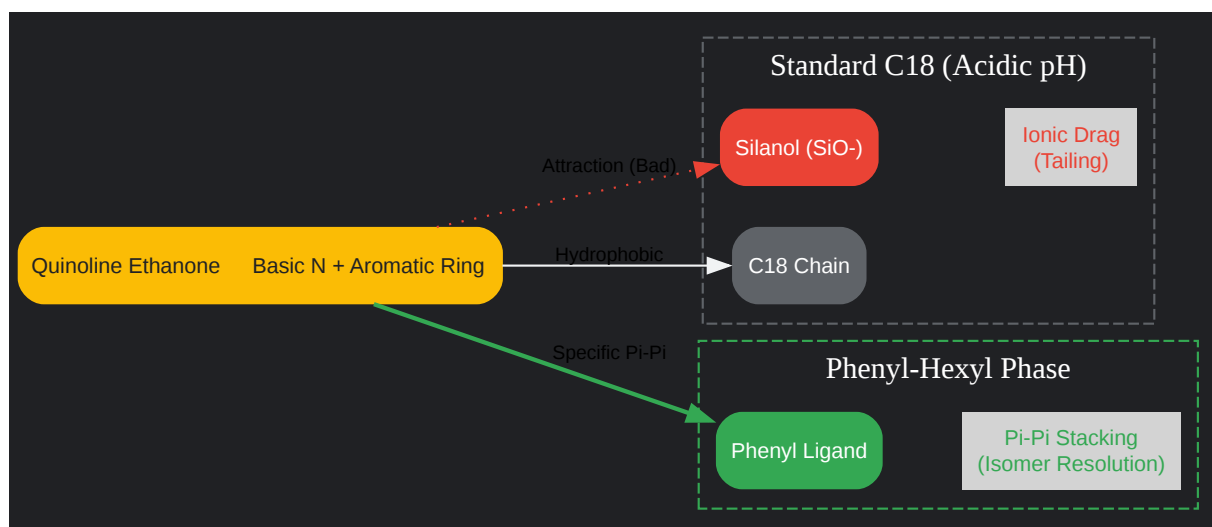 Standard C18 (Acidic pH)
Silanol (SiO-)
Ionic Drag
(Tailing)
Attraction (Bad)
Quinoline Ethanone
Basic N + Aromatic Ring
Hydrophobic
C18 Chain
Specific Pi-Pi
Phenyl-Hexyl Phase
Phenyl Ligand
Pi-Pi Stacking
(Isomer Resolution)